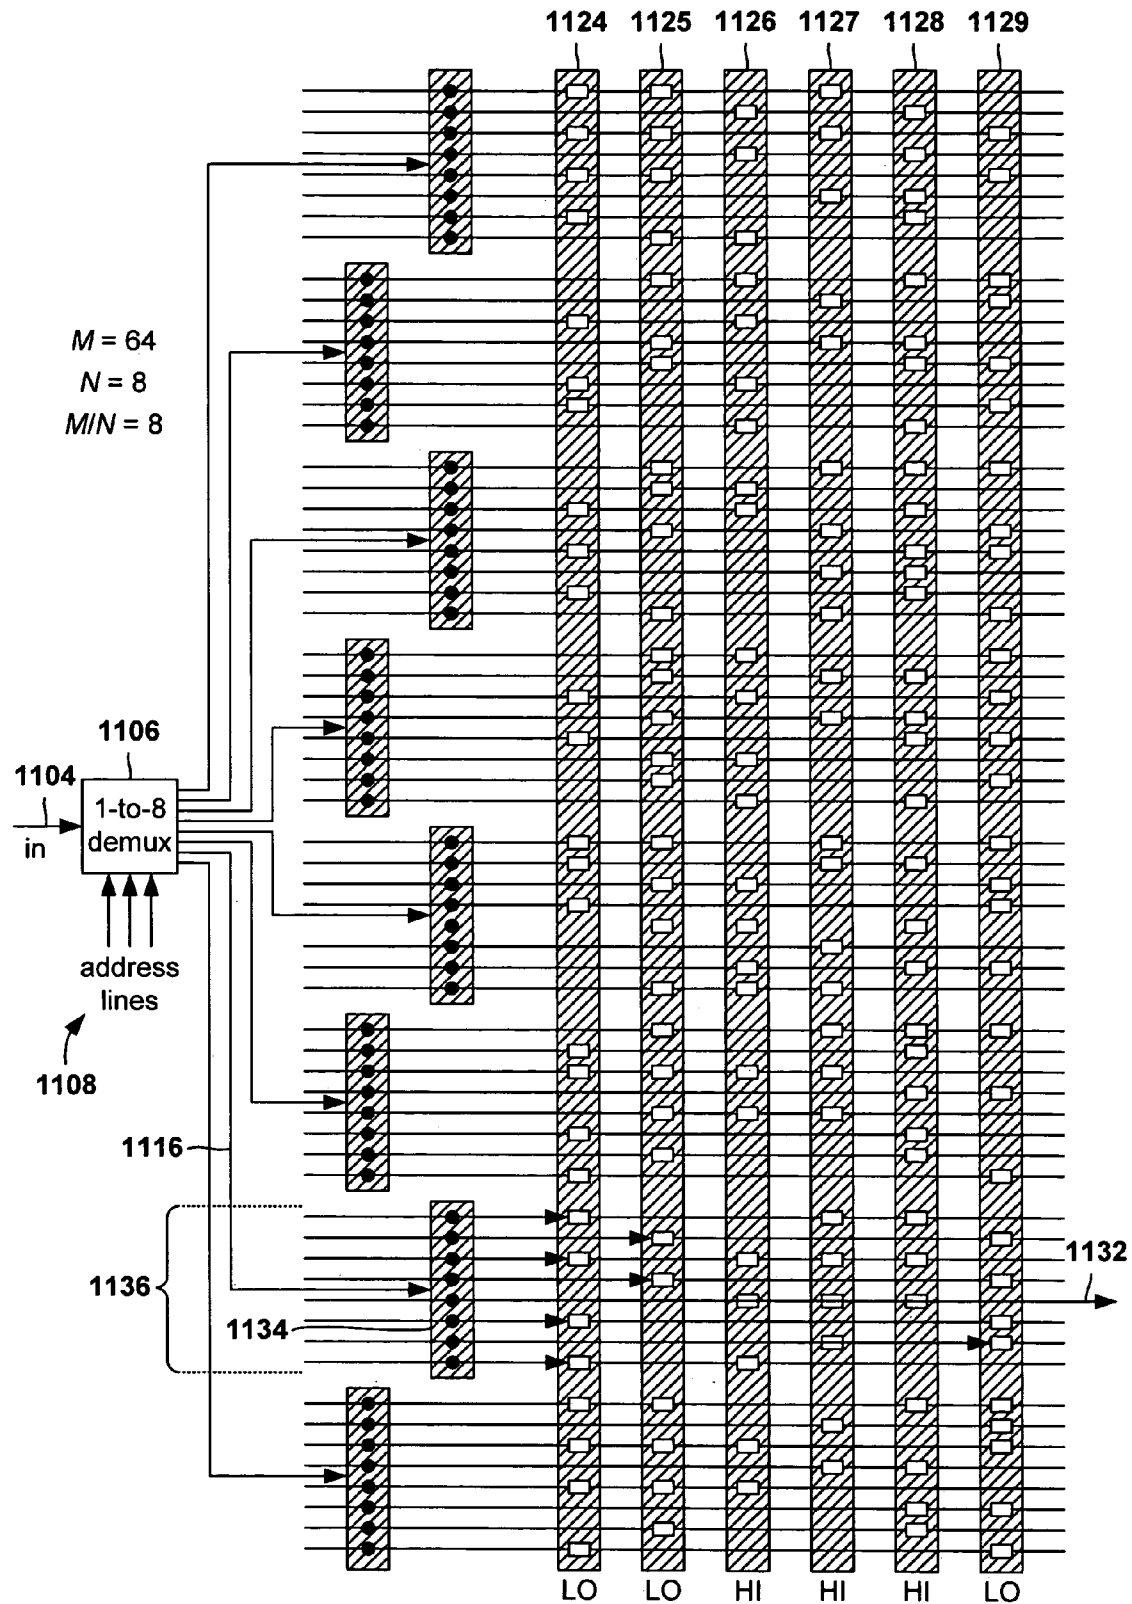 1124 1125 1126 1127 1128 1129
M = 64
N = 8
M/N = 8
1106
1104
in
1-to-8
demux
address
lines
1108
1116
1136
1134
1132
LO LO HI HI HI LO